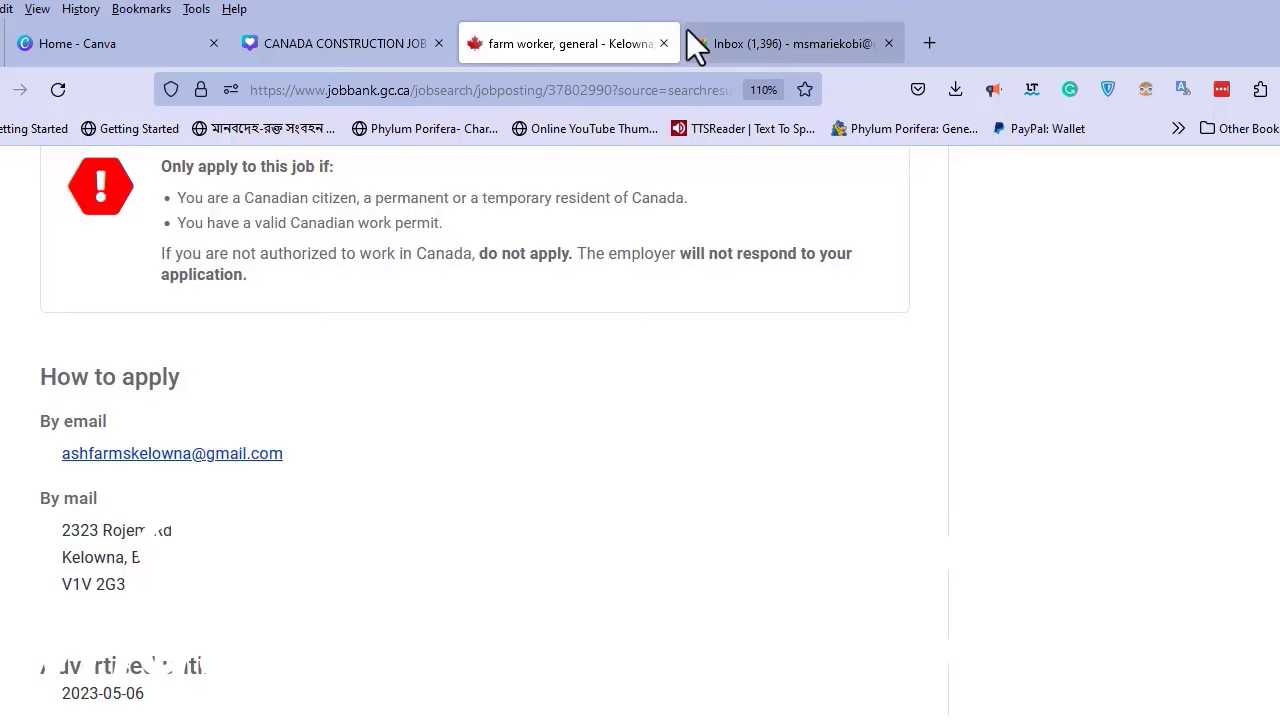 dit View History Bookmarks Tools Help
Home - Canva CANADA CONSTRUCTION JOB farm worker, general - Kelowna, Inbox (1,396) - msmariekobi@
https://www.jobbank.gc.ca/jobsearch/jobposting/37802990?source=searchresu 110%
etting Started Getting Started মানবদেহ-রক্ত সংবহন ... Phylum Porifera- Char... Online YouTube Thum... TTSReader | Text To Sp... Phylum Porifera: Gene... PayPal: Wallet Other Book
Only apply to this job if:
• You are a Canadian citizen, a permanent or a temporary resident of Canada.
• You have a valid Canadian work permit.
If you are not authorized to work in Canada, do not apply. The employer will not respond to your
application.
How to apply
By email
ashfarmskelowna@gmail.com
By mail
2323 Rojem Rd
Kelowna,
V1V 2G3
2023-05-06